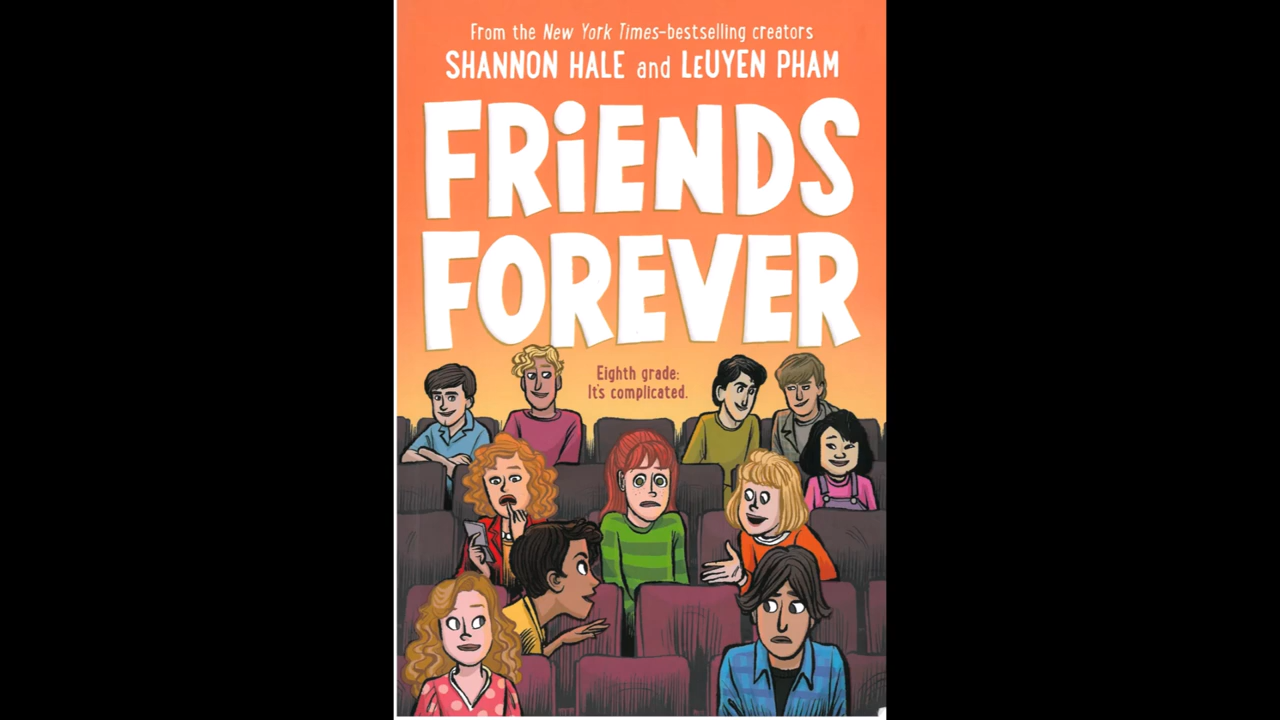 From the New York Times-bestselling creators
SHANNON HALE and LEUYEN PHAM
FRiENDS
FOREVER
Eighth grade:
It's complicated.